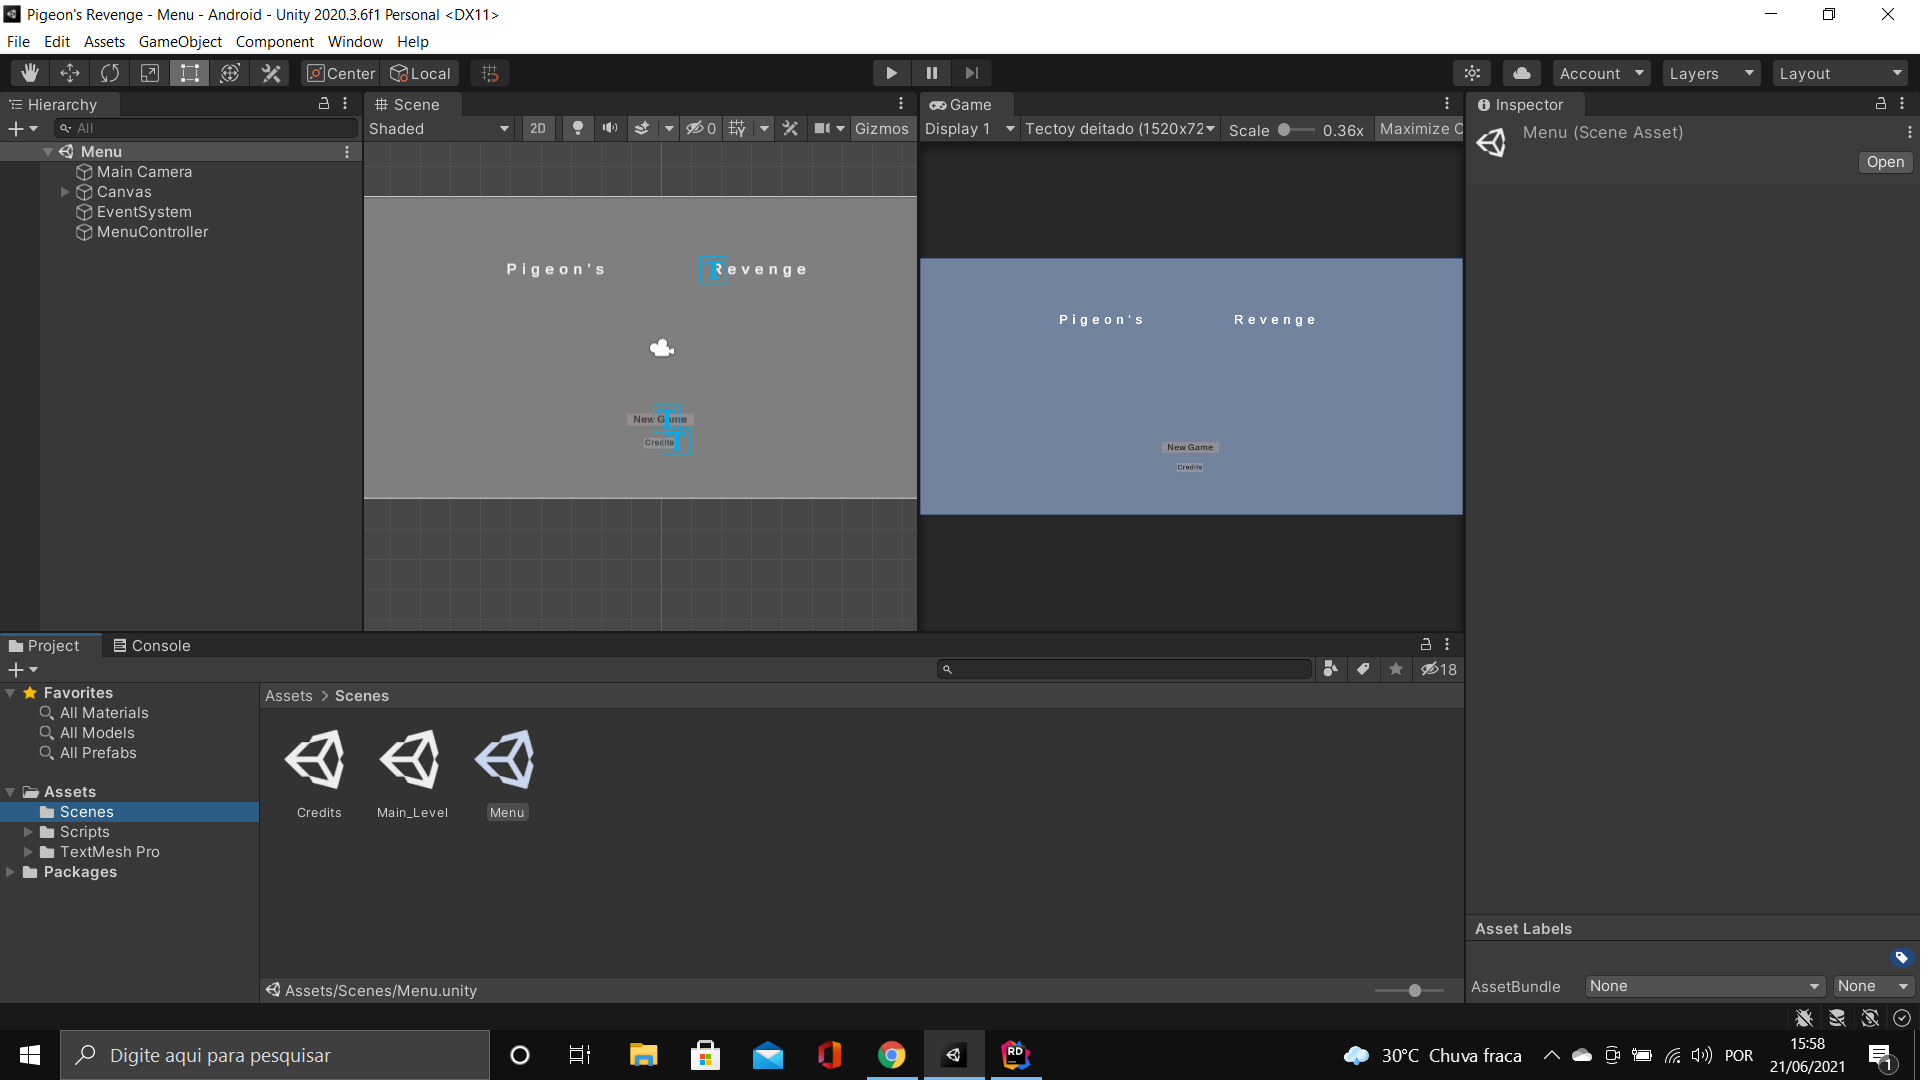 Pigeon's Revenge - Menu - Android - Unity 2020.3.6f1 Personal <DX11>
File Edit Assets GameObject Component Window Help
Center Local
Account Layers Layout
Hierarchy
All
Menu
Main Camera
Canvas
EventSystem
MenuController
Scene
Shaded 2D 0 Gizmos
Pigeon's Revenge
New Game
Credits
Game
Display 1 Tectoy deitado (1520x72 Scale 0.36x Maximize
Pigeon's Revenge
New Game
Credits
Inspector
Menu (Scene Asset)
Open
Project Console
18
Favorites
All Materials
All Models
All Prefabs
Assets
Scenes
Scripts
TextMesh Pro
Packages
Assets > Scenes
Credits Main_Level Menu
Assets/Scenes/Menu.unity
Asset Labels
AssetBundle None None
Digite aqui para pesquisar
RD
30°C Chuva fraca
POR
15:58
21/06/2021
1